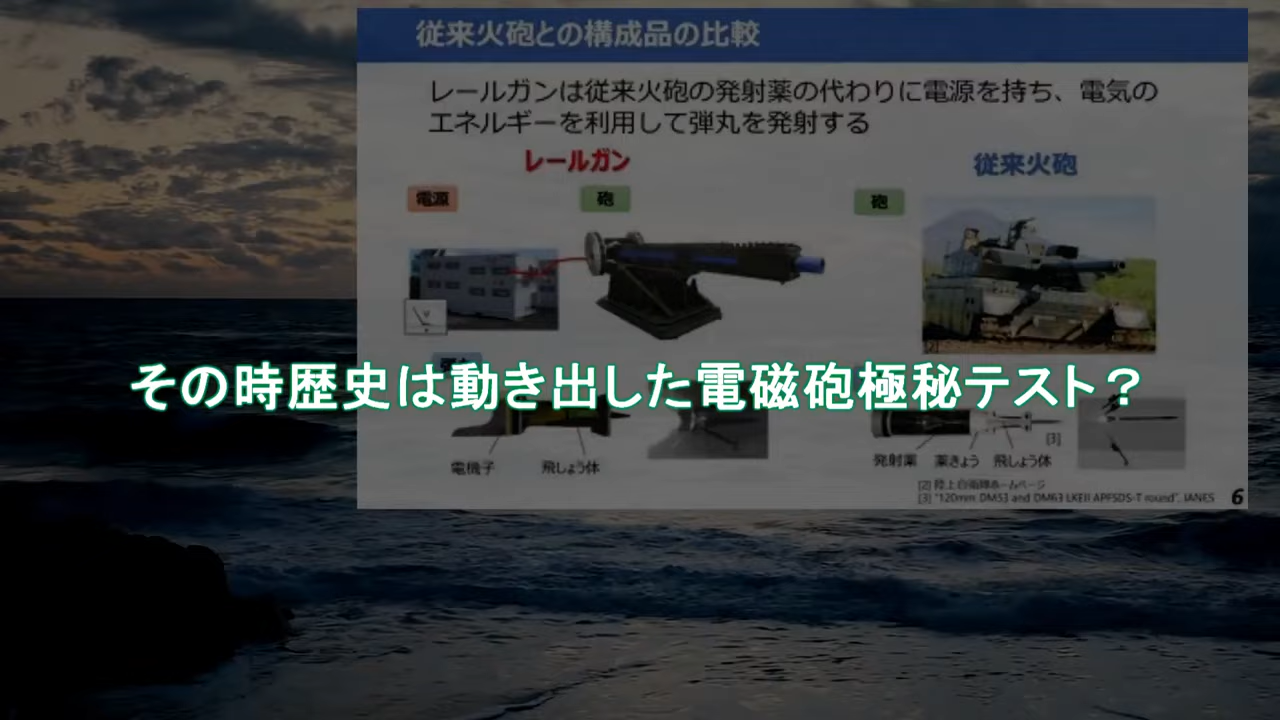 従来火砲との構成品の比較
レールガンは従来火砲の発射薬の代わりに電源を持ち、電気の
エネルギーを利用して弾丸を発射する
レールガン
従来火砲
電源
砲
砲
その時歴史は動き出した電磁砲極秘テスト？
[3]
電機子
飛しょう体
発射薬
薬きょう
飛しょう体
[2] 陸上自衛隊ホームページ
[3] "120mm DM53 and DM63 LKEII APFSDS-T round", JANES
6